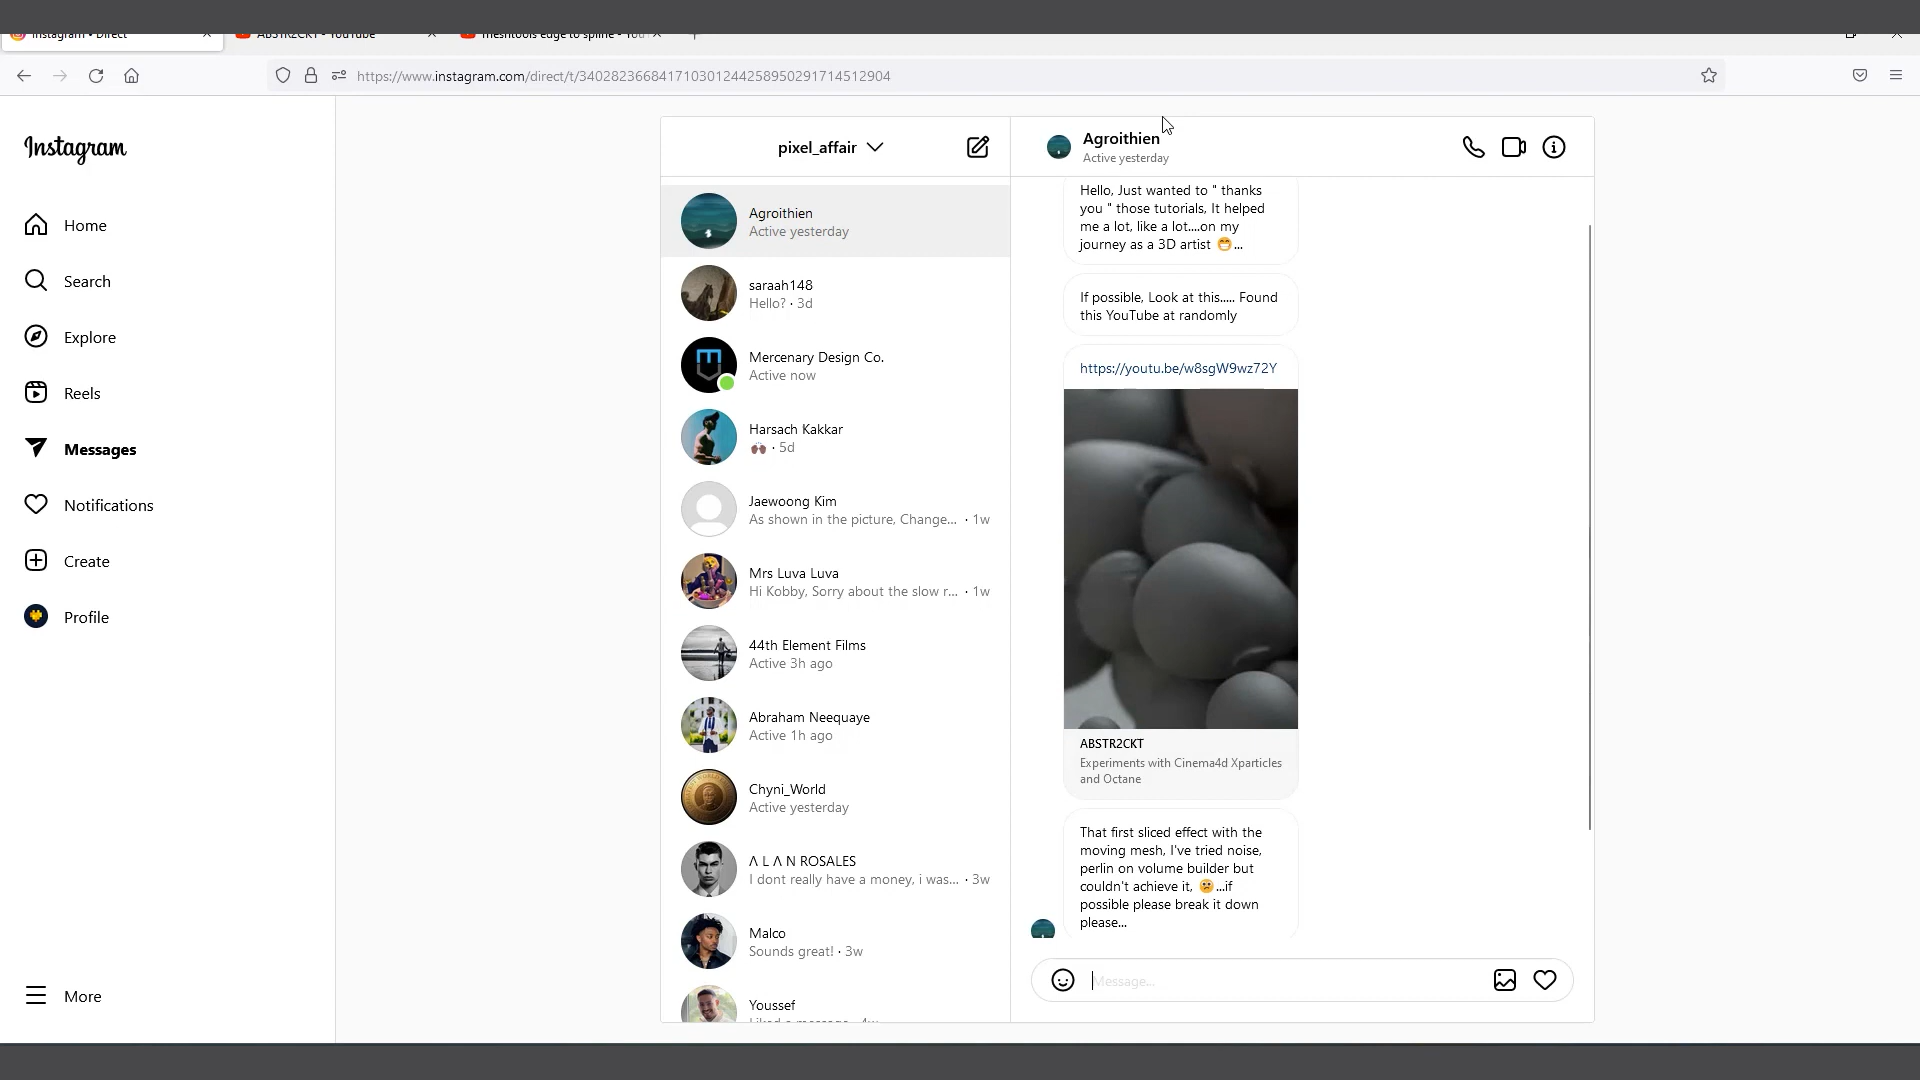 Instagram • Direct
ABSTR2CKT - YouTube
meshtools edge to spline - YouT
https://www.instagram.com/direct/t/340282366841710301244258950291714512904
Instagram
Home
Search
Explore
Reels
Messages
Notifications
Create
Profile
More
pixel_affair
Agroithien
Active yesterday
saraah148
Hello? · 3d
Mercenary Design Co.
Active now
Harsach Kakkar
🙌🏾 · 5d
Jaewoong Kim
As shown in the picture, Change... · 1w
Mrs Luva Luva
Hi Kobby, Sorry about the slow r... · 1w
44th Element Films
Active 3h ago
Abraham Neequaye
Active 1h ago
Chyni_World
Active yesterday
Λ L Λ N ROSALES
I dont really have a money, i was... · 3w
Malco
Sounds great! · 3w
Youssef
Liked a message · 4w
Agroithien
Active yesterday
Hello, Just wanted to " thanks
you " those tutorials, It helped
me a lot, like a lot....on my
journey as a 3D artist 😁...
If possible, Look at this..... Found
this YouTube at randomly
https://youtu.be/w8sgW9wz72Y
ABSTR2CKT
Experiments with Cinema4d Xparticles
and Octane
That first sliced effect with the
moving mesh, I've tried noise,
perlin on volume builder but
couldn't achieve it, 😕...if
possible please break it down
please...
Message...